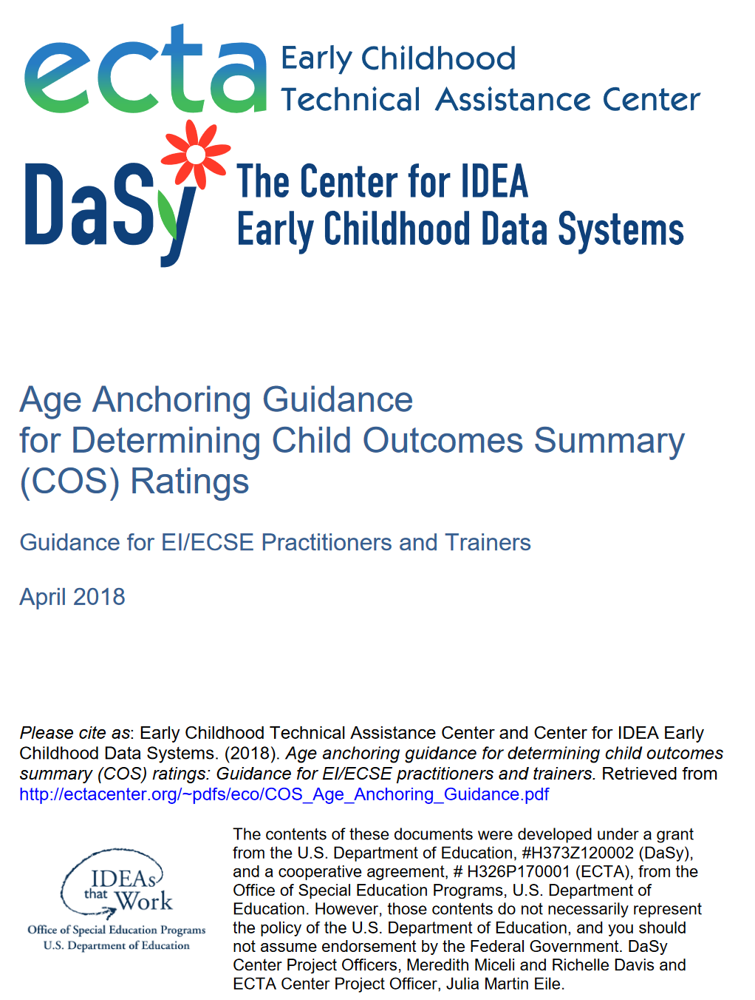 ecta Early Childhood
Technical Assistance Center
DaSy The Center for IDEA
Early Childhood Data Systems
Age Anchoring Guidance
for Determining Child Outcomes Summary
(COS) Ratings
Guidance for EI/ECSE Practitioners and Trainers
April 2018
Please cite as: Early Childhood Technical Assistance Center and Center for IDEA Early
Childhood Data Systems. (2018). Age anchoring guidance for determining child outcomes
summary (COS) ratings: Guidance for EI/ECSE practitioners and trainers. Retrieved from
http://ectacenter.org/~pdfs/eco/COS_Age_Anchoring_Guidance.pdf
IDEAs
that Work
Office of Special Education Programs
U.S. Department of Education
The contents of these documents were developed under a grant
from the U.S. Department of Education, #H373Z120002 (DaSy),
and a cooperative agreement, # H326P170001 (ECTA), from the
Office of Special Education Programs, U.S. Department of
Education. However, those contents do not necessarily represent
the policy of the U.S. Department of Education, and you should
not assume endorsement by the Federal Government. DaSy
Center Project Officers, Meredith Miceli and Richelle Davis and
ECTA Center Project Officer, Julia Martin Eile.